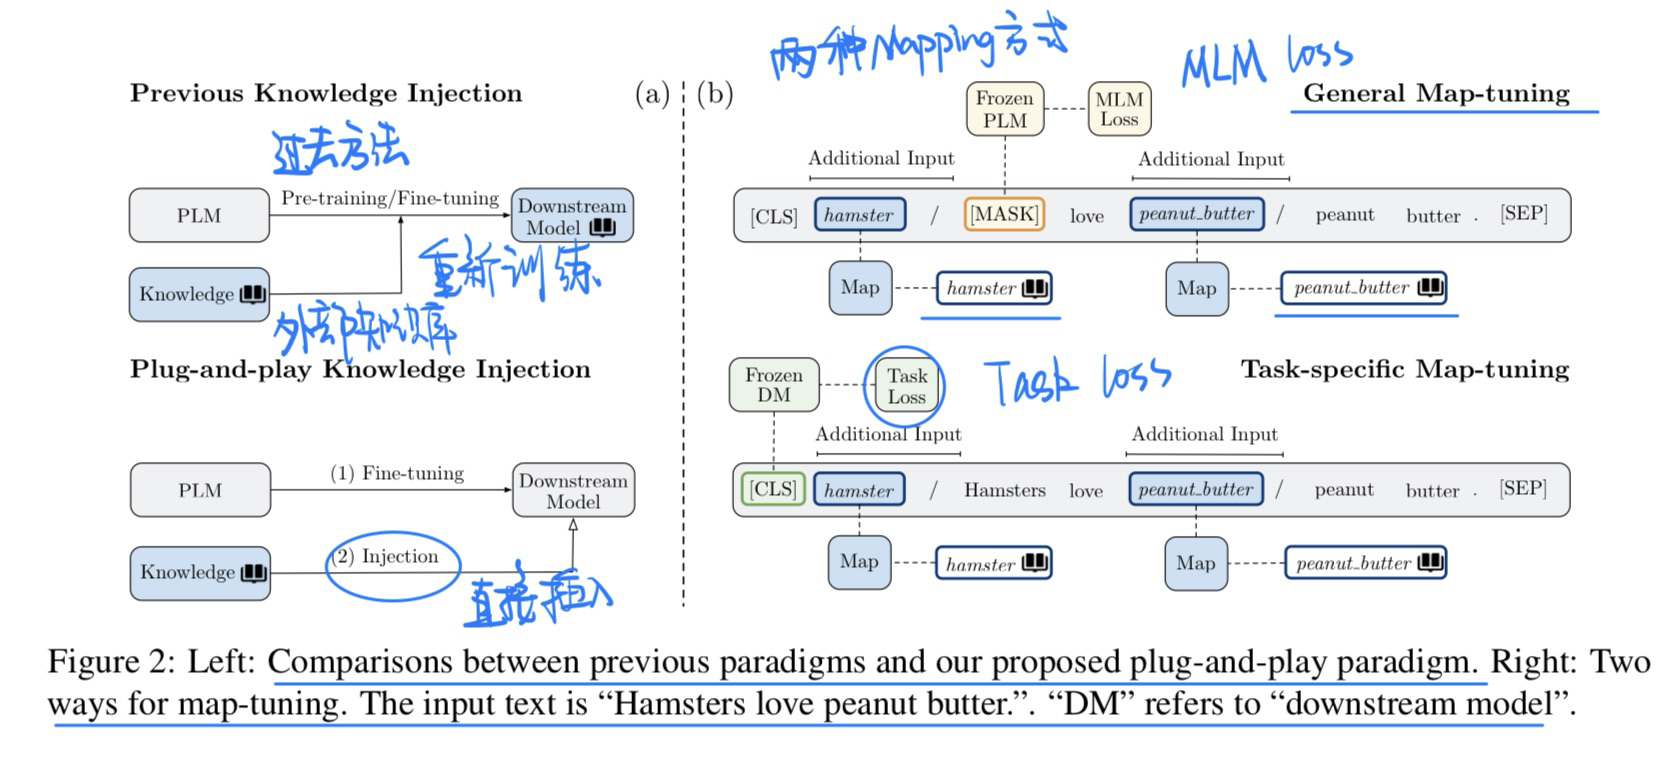 两种Mapping方式
MLM loss
Previous Knowledge Injection
(a)
(b)
过去方法
PLM
Pre-training/Fine-tuning
Downstream
Model
重新训练
Knowledge
外部知识库
Plug-and-play Knowledge Injection
PLM
(1) Fine-tuning
Downstream
Model
Knowledge
(2) Injection
直接插入
General Map-tuning
Frozen
PLM
MLM
Loss
Additional Input
Additional Input
[CLS] hamster / [MASK] love peanut_butter / peanut butter . [SEP]
Map
hamster
Map
peanut_butter
Task-specific Map-tuning
Frozen
DM
Task
Loss
Task loss
Additional Input
Additional Input
[CLS] hamster / Hamsters love peanut_butter / peanut butter . [SEP]
Map
hamster
Map
peanut_butter
Figure 2: Left: Comparisons between previous paradigms and our proposed plug-and-play paradigm. Right: Two
ways for map-tuning. The input text is “Hamsters love peanut butter.”. “DM” refers to “downstream model”.